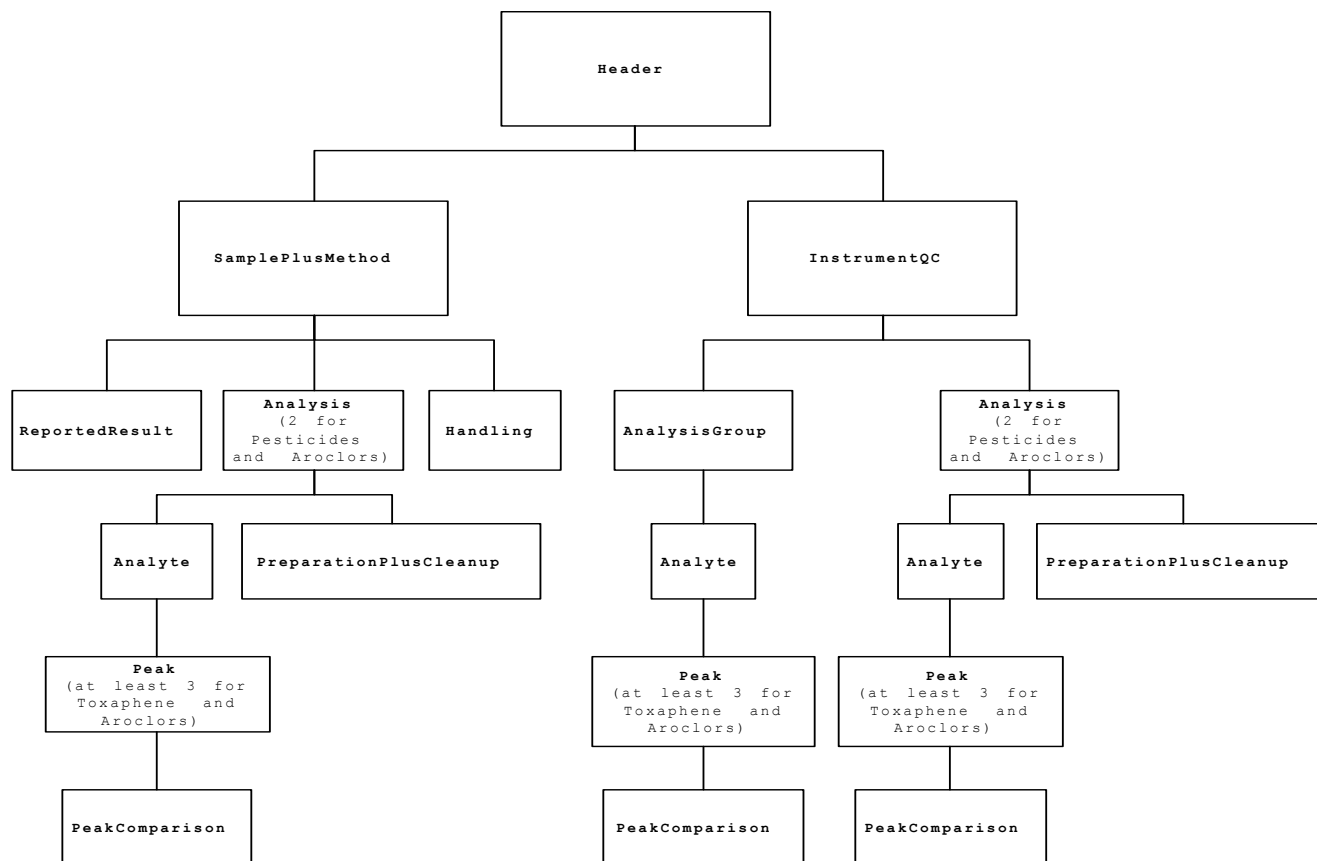 Header
SamplePlusMethod
InstrumentQC
ReportedResult
Analysis
(2 for
Pesticides
and Aroclors)
Handling
AnalysisGroup
Analysis
(2 for
Pesticides
and Aroclors)
Analyte
PreparationPlusCleanup
Analyte
Analyte
PreparationPlusCleanup
Peak
(at least 3 for
Toxaphene and
Aroclors)
Peak
(at least 3 for
Toxaphene and
Aroclors)
Peak
(at least 3 for
Toxaphene and
Aroclors)
PeakComparison
PeakComparison
PeakComparison